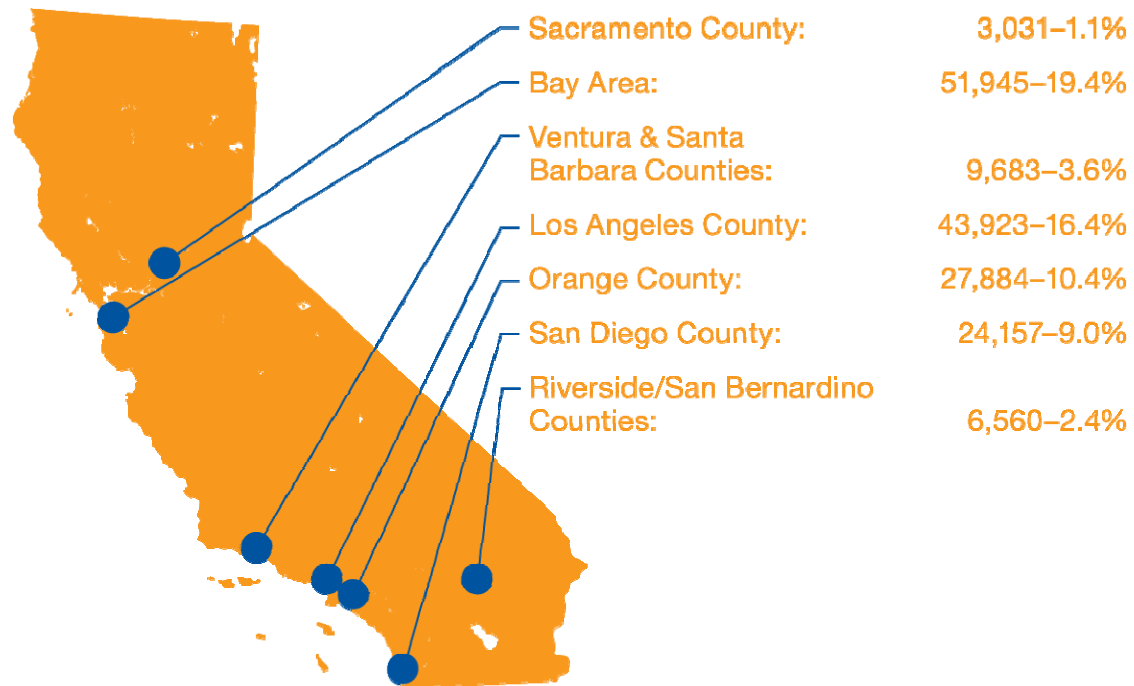 Sacramento County: 3,031–1.1%
Bay Area: 51,945–19.4%
Ventura & Santa
Barbara Counties: 9,683–3.6%
Los Angeles County: 43,923–16.4%
Orange County: 27,884–10.4%
San Diego County: 24,157–9.0%
Riverside/San Bernardino
Counties: 6,560–2.4%